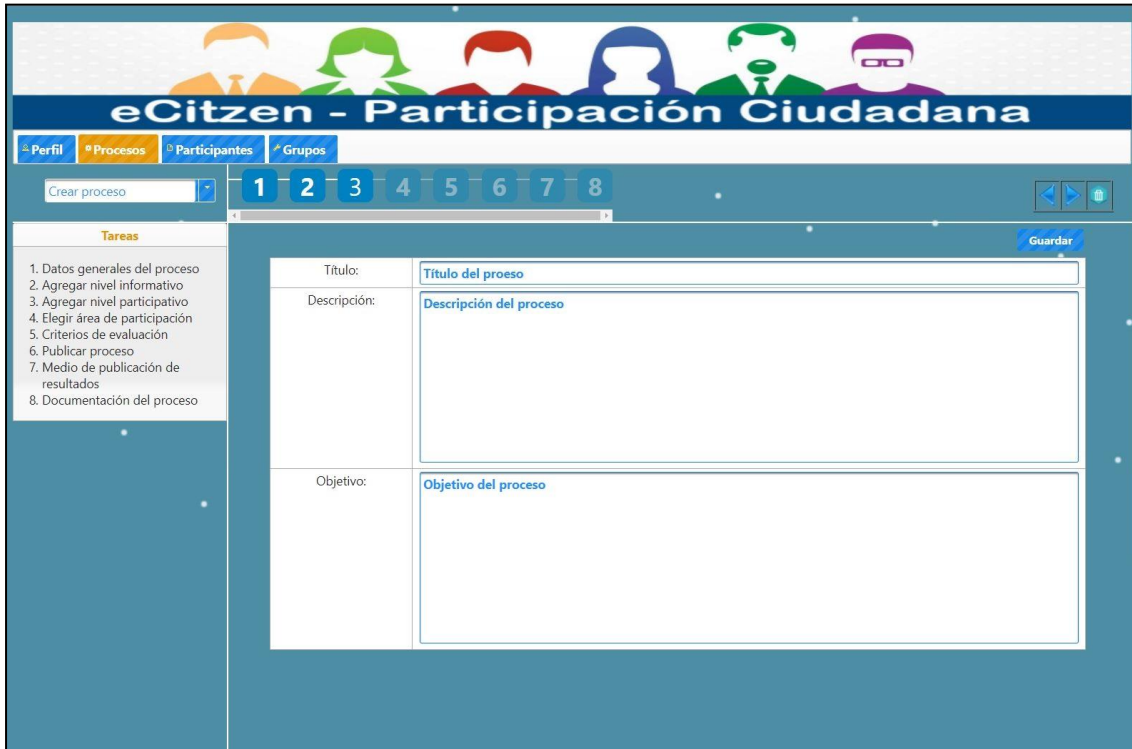 eCitzen - Participación Ciudadana
Perfil
Procesos
Participantes
Grupos
Crear proceso
1 2 3 4 5 6 7 8
Tareas
Guardar
1. Datos generales del proceso
2. Agregar nivel informativo
3. Agregar nivel participativo
4. Elegir área de participación
5. Criterios de evaluación
6. Publicar proceso
7. Medio de publicación de
resultados
8. Documentación del proceso
Título:
Título del proeso
Descripción:
Descripción del proceso
Objetivo:
Objetivo del proceso